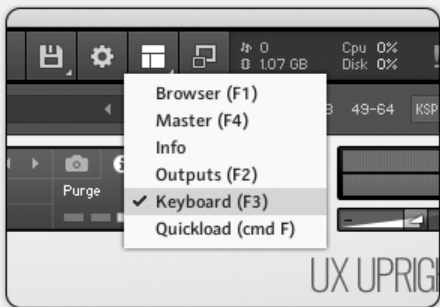 0 Cpu 0%
1.07 GB Disk 0%
Browser (F1)
Master (F4)
Info
Outputs (F2)
Keyboard (F3)
Quickload (cmd F)
49-64 KSP
Purge
UX UPRIG